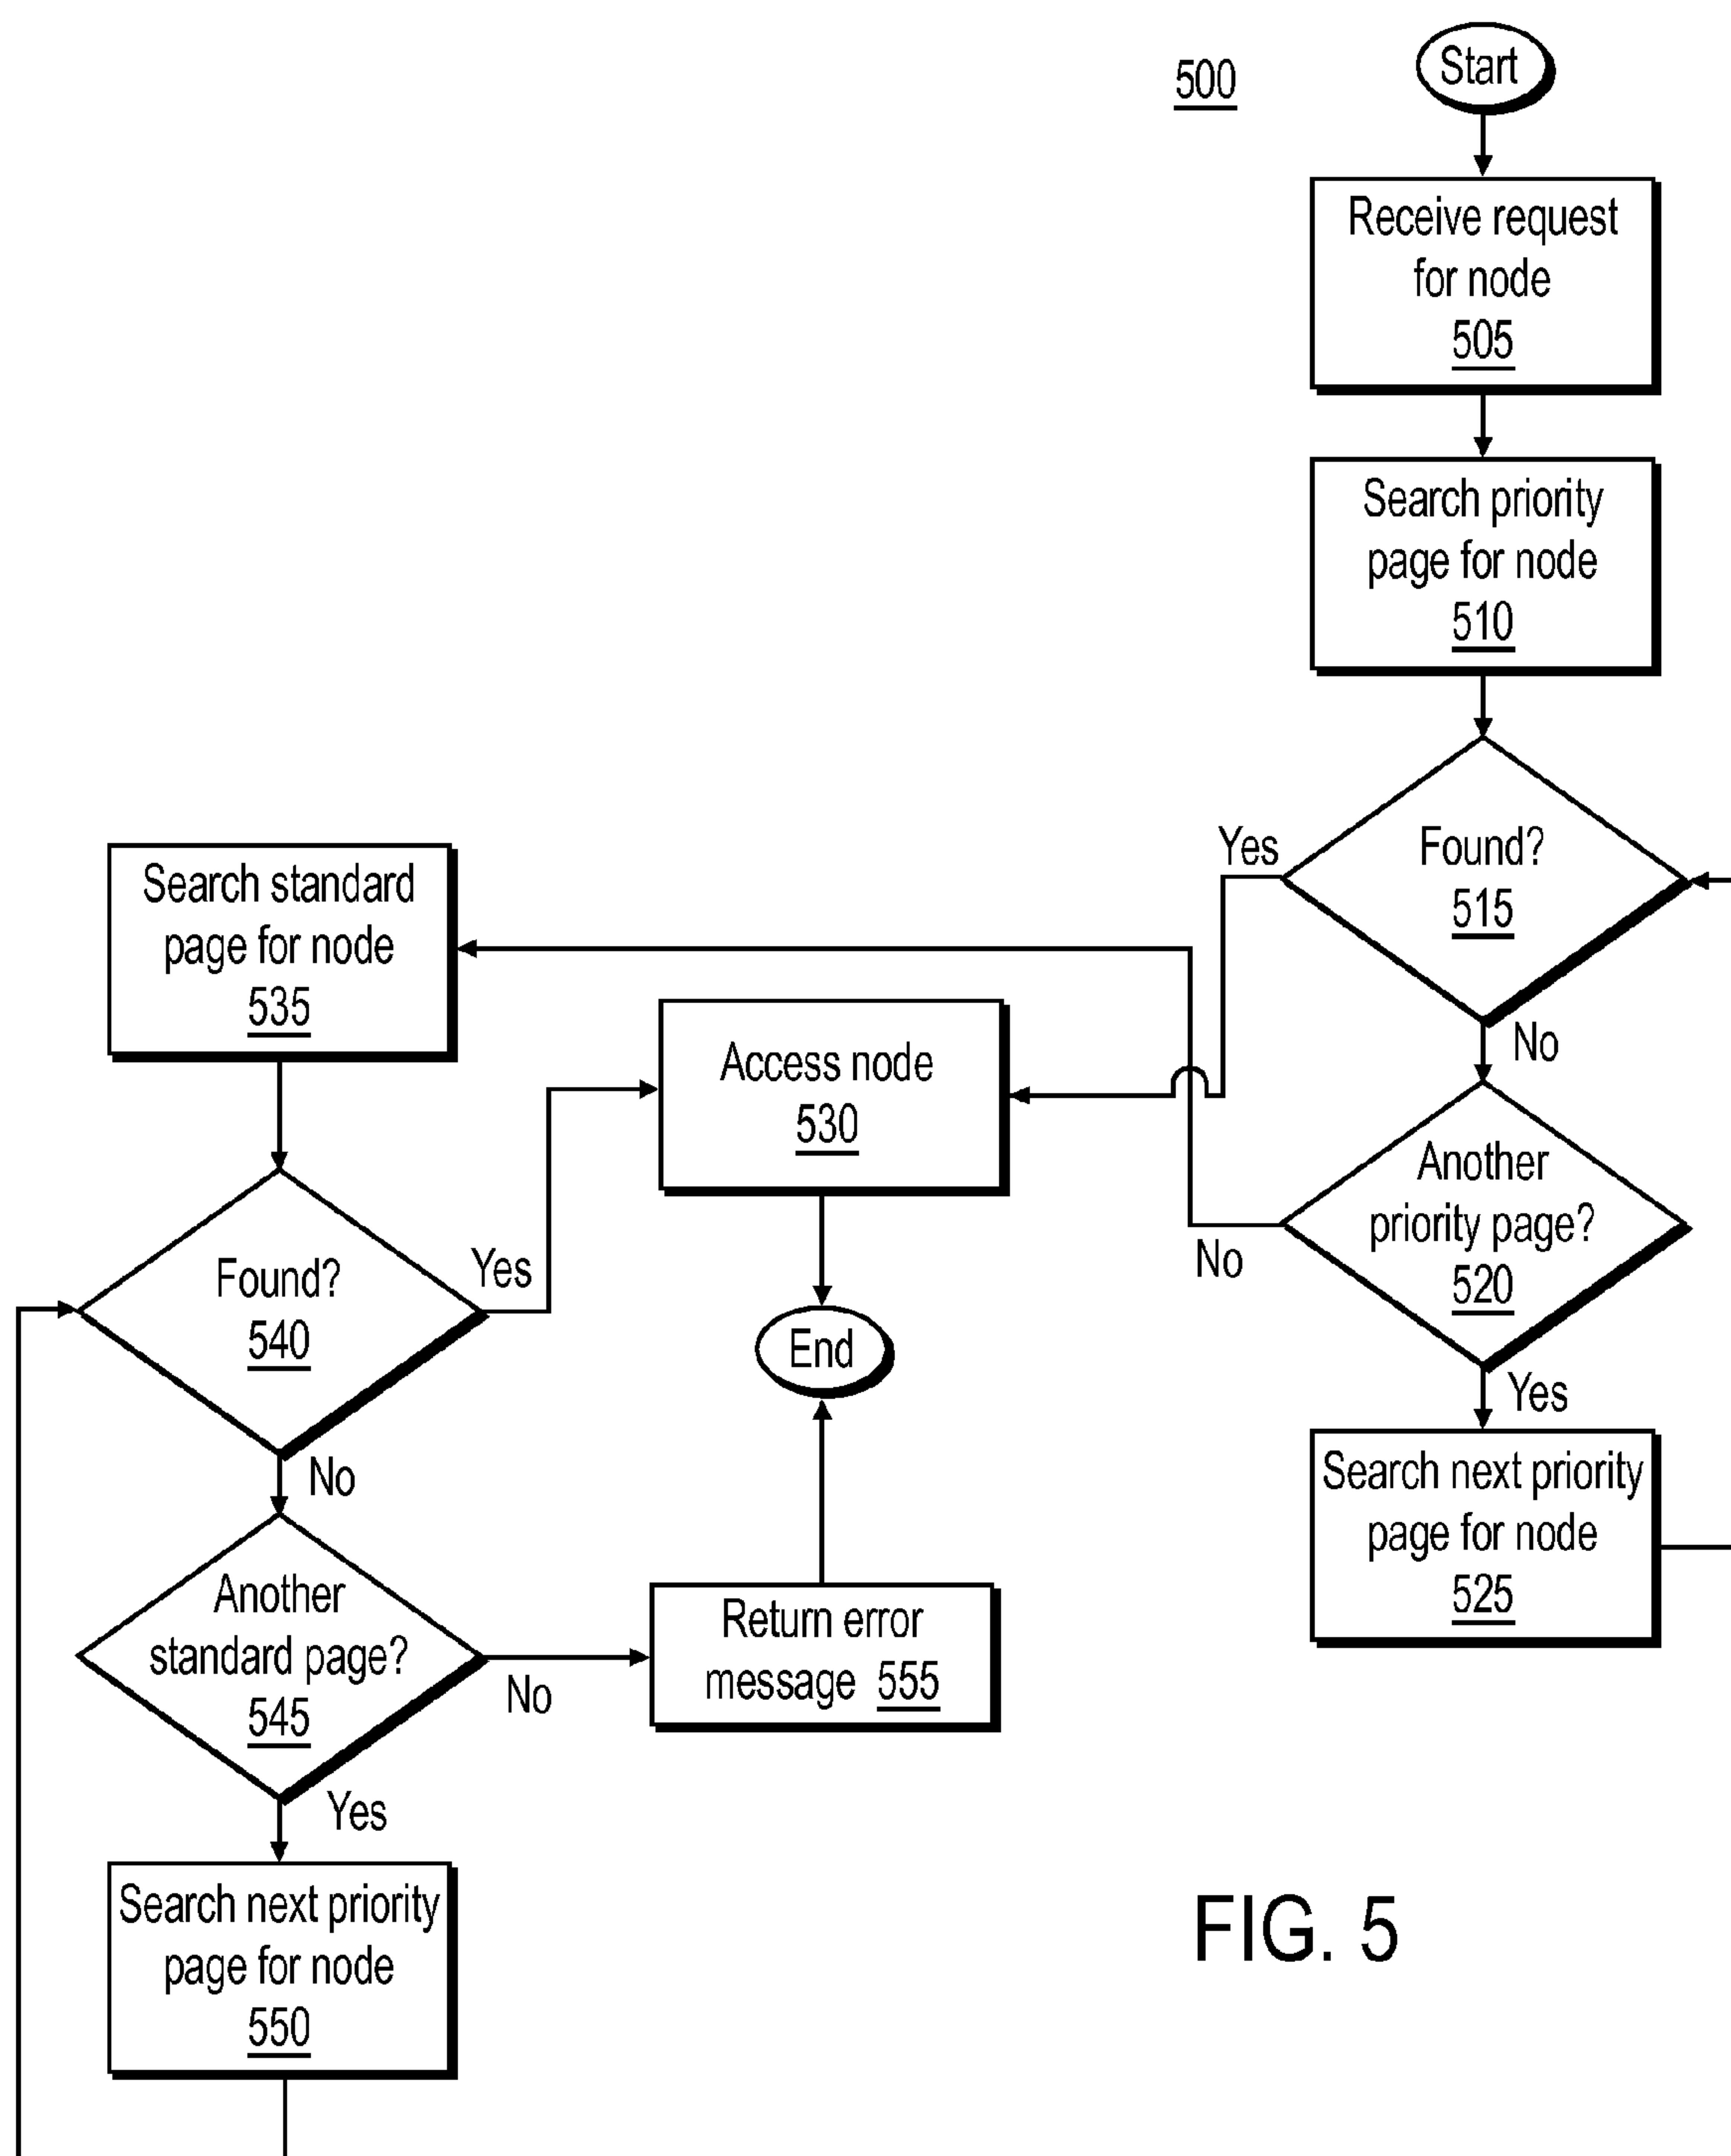 500
Start
Receive request
for node
505
Search priority
page for node
510
Found?
515
Yes
No
Another
priority page?
520
No
Yes
Search next priority
page for node
525
Search standard
page for node
535
Access node
530
Found?
540
Yes
No
End
Another
standard page?
545
No
Yes
Return error
message 555
Search next priority
page for node
550
FIG. 5